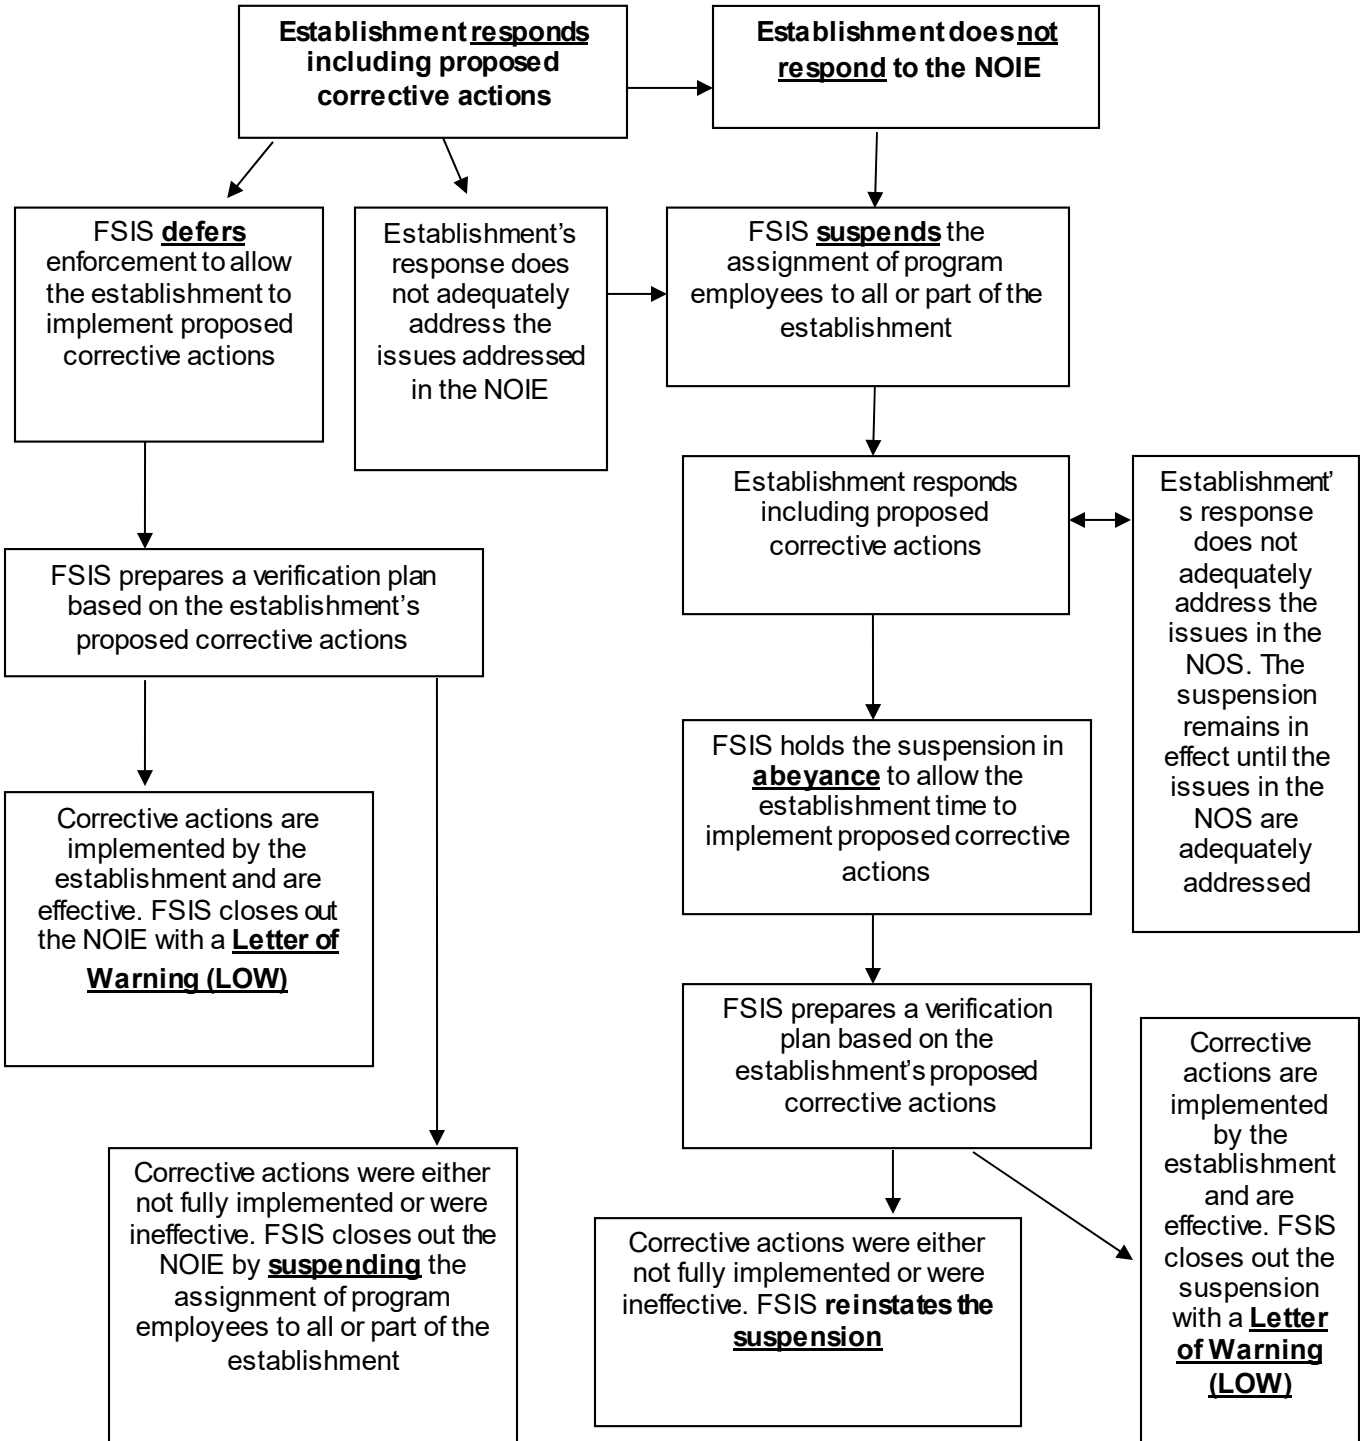 Establishment responds
including proposed
corrective actions
Establishment does not
respond to the NOIE
FSIS defers
enforcement to allow
the establishment to
implement proposed
corrective actions
Establishment's
response does
not adequately
address the
issues addressed
in the NOIE
FSIS suspends the
assignment of program
employees to all or part of the
establishment
Establishment responds
including proposed
corrective actions
Establishment'
s response
does not
adequately
address the
issues in the
NOS. The
suspension
remains in
effect until the
issues in the
NOS are
adequately
addressed
FSIS prepares a verification plan
based on the establishment's
proposed corrective actions
FSIS holds the suspension in
abeyance to allow the
establishment time to
implement proposed corrective
actions
Corrective actions are
implemented by the
establishment and are
effective. FSIS closes out
the NOIE with a Letter of
Warning (LOW)
FSIS prepares a verification
plan based on the
establishment's proposed
corrective actions
Corrective
actions are
implemented
by the
establishment
and are
effective. FSIS
closes out the
suspension
with a Letter
of Warning
(LOW)
Corrective actions were either
not fully implemented or were
ineffective. FSIS closes out the
NOIE by suspending the
assignment of program
employees to all or part of the
establishment
Corrective actions were either
not fully implemented or were
ineffective. FSIS reinstates the
suspension